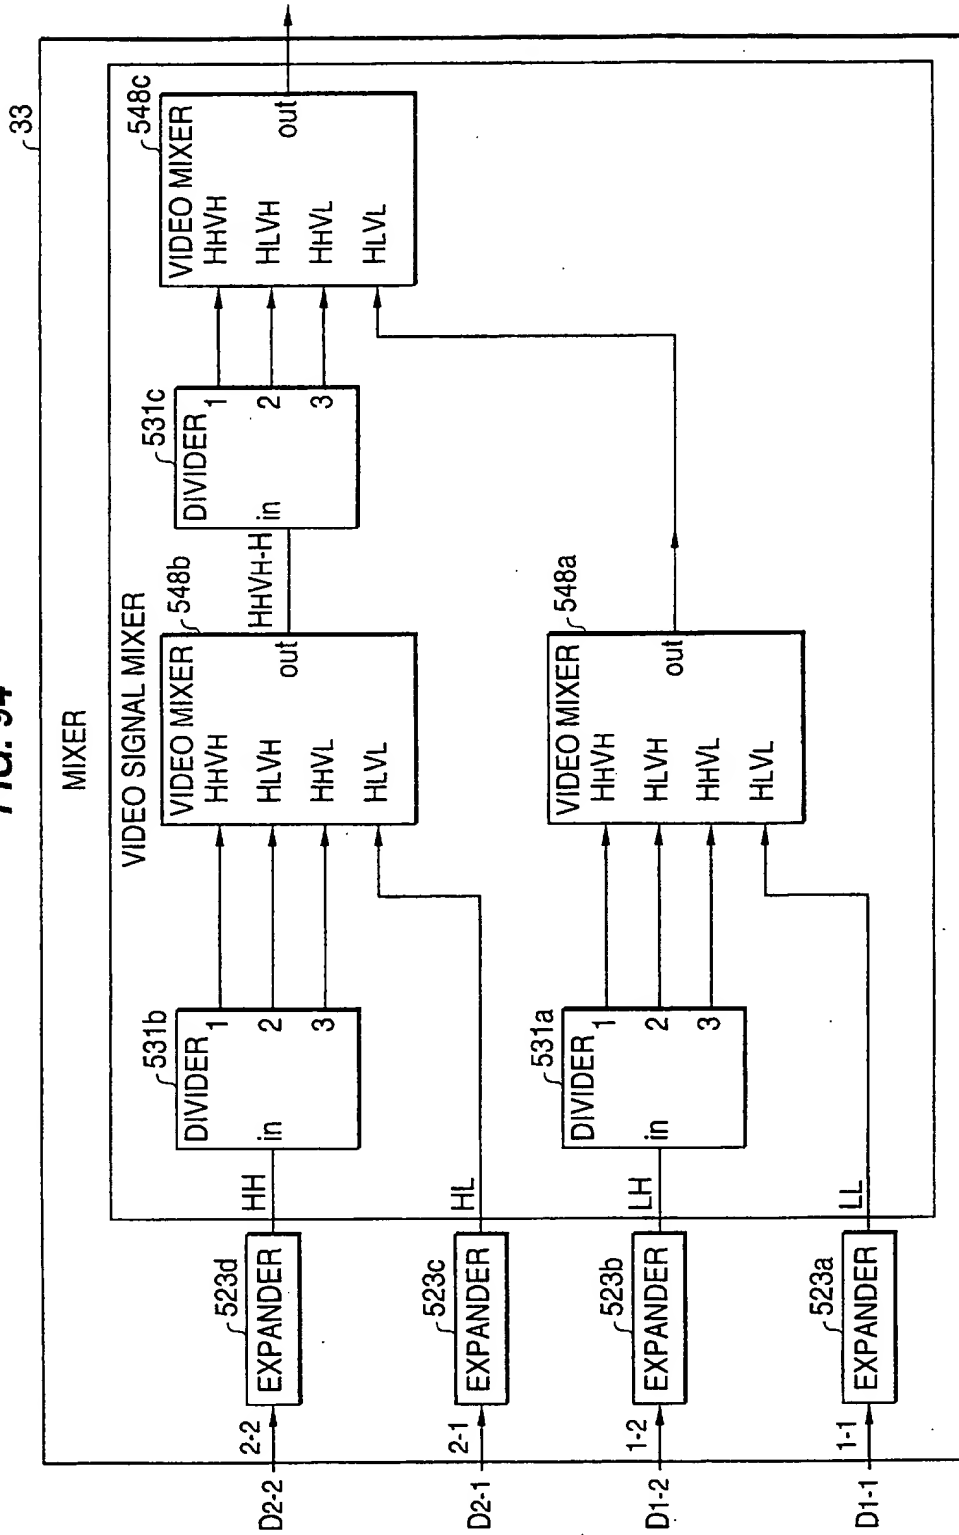 FIG. 94
33
MIXER
VIDEO SIGNAL MIXER
D2-2
2-2
EXPANDER
523d
HH
DIVIDER
531b
in
1
2
3
VIDEO MIXER
548b
HHVH
HLVH
HHVL
HLVL
out
HHVH-H
DIVIDER
531c
in
1
2
3
VIDEO MIXER
548c
HHVH
HLVH
HHVL
HLVL
out
D2-1
2-1
EXPANDER
523c
HL
D1-2
1-2
EXPANDER
523b
LH
DIVIDER
531a
in
1
2
3
VIDEO MIXER
548a
HHVH
HLVH
HHVL
HLVL
out
D1-1
1-1
EXPANDER
523a
LL